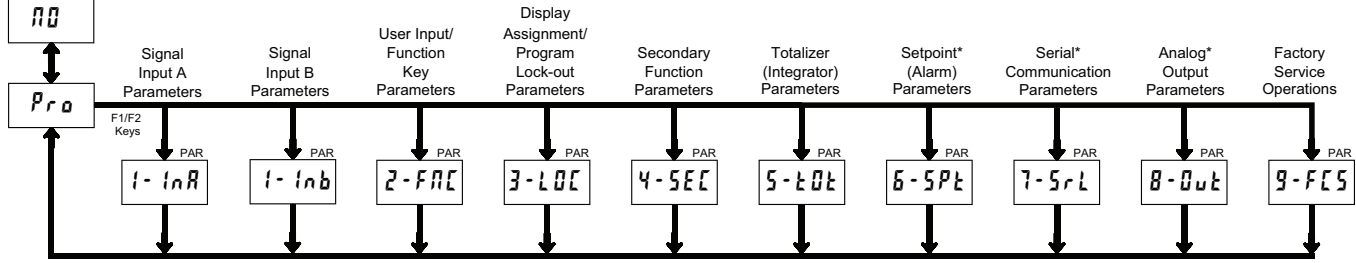 NO
Pro
F1/F2
Keys
Signal
Input A
Parameters
PAR
1-InA
Signal
Input B
Parameters
PAR
1-Inb
User Input/
Function
Key
Parameters
PAR
2-FNC
Display
Assignment/
Program
Lock-out
Parameters
PAR
3-LOC
Secondary
Function
Parameters
PAR
4-SEC
Totalizer
(Integrator)
Parameters
PAR
5-tOt
Setpoint*
(Alarm)
Parameters
PAR
6-SPt
Serial*
Communication
Parameters
PAR
7-SrL
Analog*
Output
Parameters
PAR
8-Out
Factory
Service
Operations
PAR
9-FCS